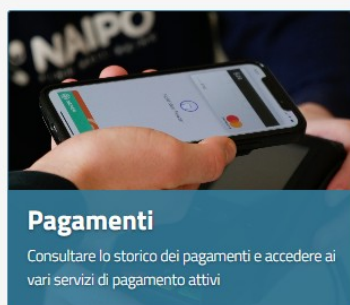 NAIPO
Pagamenti
Consultare lo storico dei pagamenti e accedere ai
vari servizi di pagamento attivi